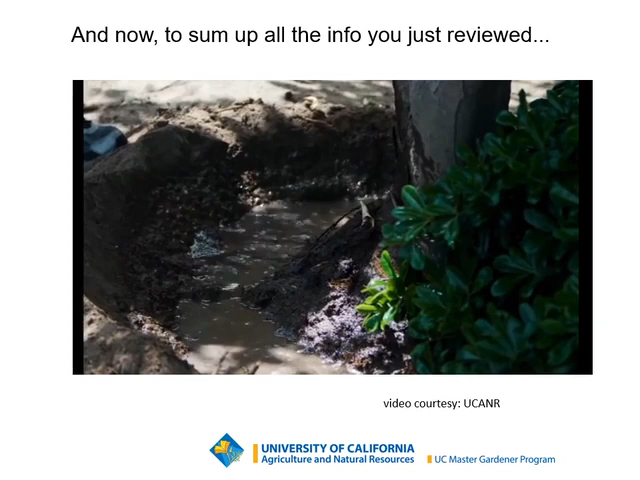 And now, to sum up all the info you just reviewed...
video courtesy: UCANR
UNIVERSITY OF CALIFORNIA
Agriculture and Natural Resources
UC Master Gardener Program